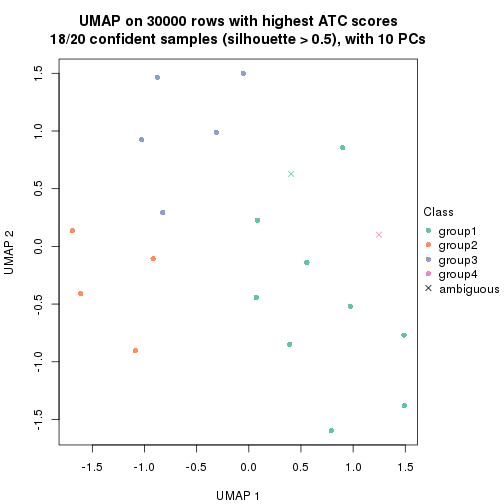 UMAP on 30000 rows with highest ATC scores
18/20 confident samples (silhouette > 0.5), with 10 PCs
1.5
1.0
0.5
0.0
-0.5
-1.0
-1.5
UMAP 2
-1.5 -1.0 -0.5 0.0 0.5 1.0 1.5
UMAP 1
Class
group1
group2
group3
group4
ambiguous